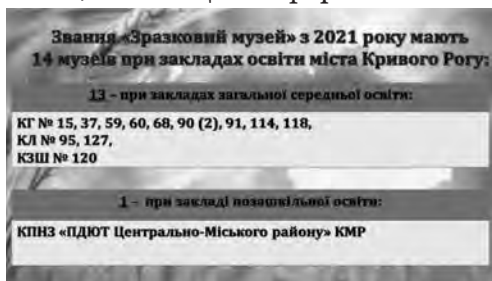 Звання «Зразковий музей» з 2021 року мають
14 музеїв при закладах освіти міста Кривого Рогу:
13 – при закладах загальної середньої освіти:
КГ № 15, 37, 59, 60, 68, 90 (2), 91, 114, 118,
КЛ № 95, 127,
КЗШ № 120
1 – при закладі позашкільної освіти:
КПНЗ «ПДЮТ Центрально-Міського району» КМР